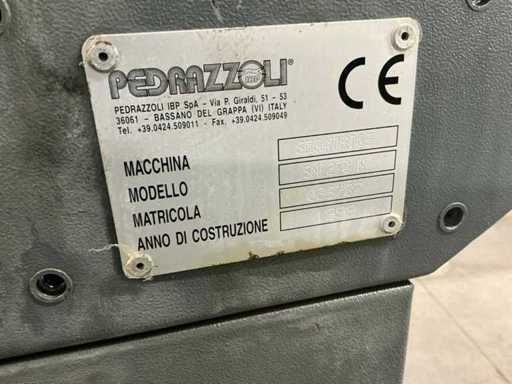 PEDRAZZOLI
PEDRAZZOLI IBP SpA - Via P. Giraldi, 51 - 53
36061 - BASSANO DEL GRAPPA (VI) ITALY
Tel. +39.0424.509011 - Fax. +39.0424.509049
CE
MACCHINA
MODELLO
MATRICOLA
ANNO DI COSTRUZIONE